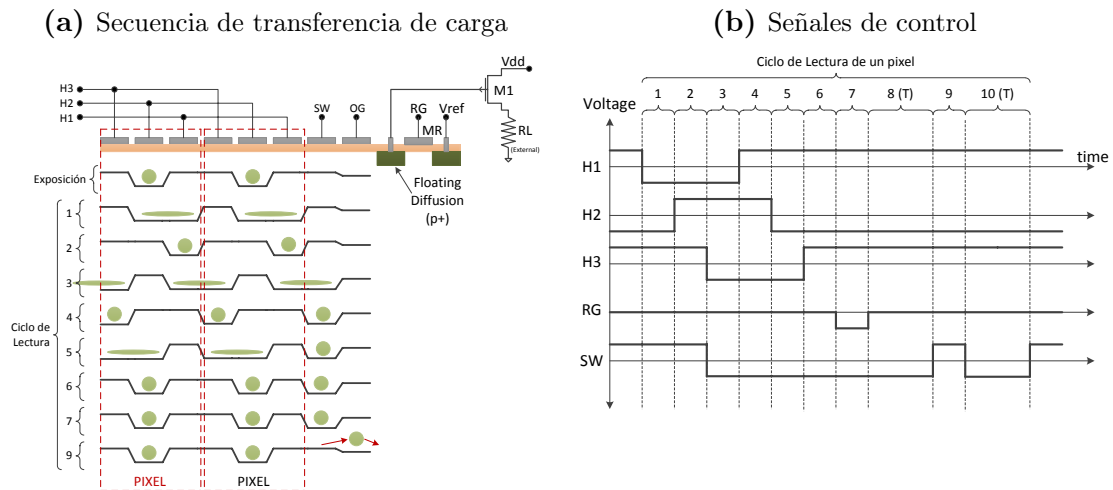 (a) Secuencia de transferencia de carga
H3
H2
H1
SW
OG
RG
Vref
MR
Vdd
M1
RL
(External)
Floating
Diffusion
(p+)
Exposición
1
2
3
4
5
6
7
9
Ciclo de
Lectura
PIXEL
PIXEL
(b) Señales de control
Ciclo de Lectura de un pixel
Voltage
1 2 3 4 5 6 7 8 (T) 9 10 (T)
time
H1
H2
H3
RG
SW